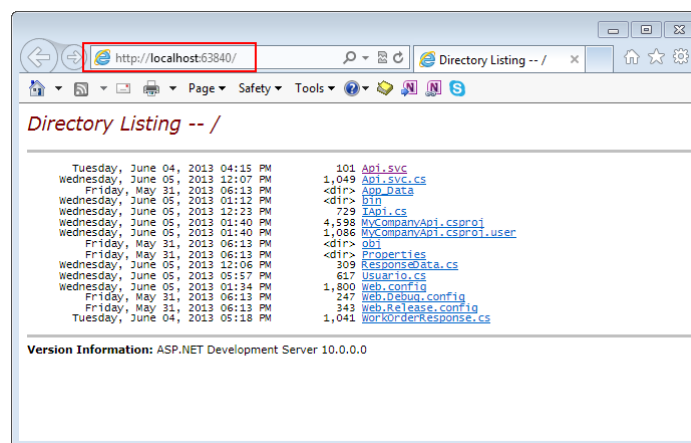 http://localhost:63840/
Directory Listing -- /
Page
Safety
Tools
Directory Listing -- /
Tuesday, June 04, 2013 04:15 PM 101 Api.svc
Wednesday, June 05, 2013 12:07 PM 1,049 Api.svc.cs
Friday, May 31, 2013 06:13 PM <dir> App_Data
Wednesday, June 05, 2013 01:12 PM <dir> bin
Wednesday, June 05, 2013 12:23 PM 729 IApi.cs
Wednesday, June 05, 2013 01:40 PM 4,598 MyCompanyApi.csproj
Wednesday, June 05, 2013 01:40 PM 1,086 MyCompanyApi.csproj.user
Friday, May 31, 2013 06:13 PM <dir> obj
Friday, May 31, 2013 06:13 PM <dir> Properties
Wednesday, June 05, 2013 12:06 PM 309 ResponseData.cs
Wednesday, June 05, 2013 05:57 PM 617 Usuario.cs
Wednesday, June 05, 2013 01:34 PM 1,800 Web.config
Friday, May 31, 2013 06:13 PM 247 Web.Debug.config
Friday, May 31, 2013 06:13 PM 343 Web.Release.config
Tuesday, June 04, 2013 05:18 PM 1,041 WorkOrderResponse.cs
Version Information: ASP.NET Development Server 10.0.0.0